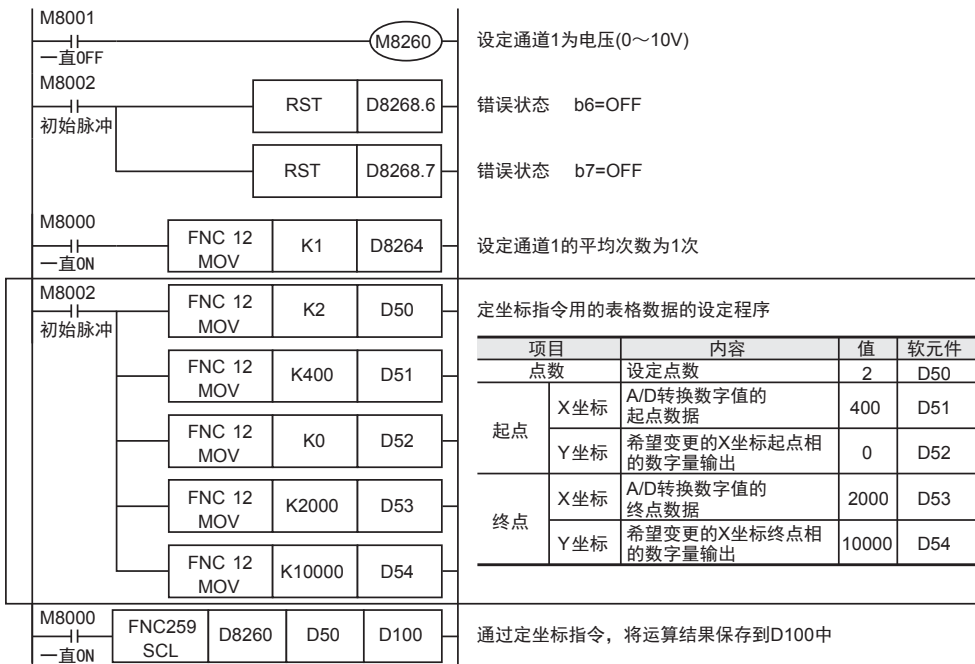 M8001
一直OFF
M8260
设定通道1为电压(0～10V)
M8002
初始脉冲
RST D8268.6
错误状态 b6=OFF
RST D8268.7
错误状态 b7=OFF
M8000
一直ON
FNC 12
MOV
K1 D8264
设定通道1的平均次数为1次
M8002
初始脉冲
FNC 12
MOV
K2 D50
FNC 12
MOV
K400 D51
FNC 12
MOV
K0 D52
FNC 12
MOV
K2000 D53
FNC 12
MOV
K10000 D54
定坐标指令用的表格数据的设定程序
项目 内容 值 软元件
点数 设定点数 2 D50
起点
X坐标 A/D转换数字值的
起点数据
400 D51
Y坐标 希望变更的X坐标起点相
的数字量输出
0 D52
终点
X坐标 A/D转换数字值的
终点数据
2000 D53
Y坐标 希望变更的X坐标终点相
的数字量输出
10000 D54
M8000
一直ON
FNC259
SCL
D8260 D50 D100
通过定坐标指令，将运算结果保存到D100中